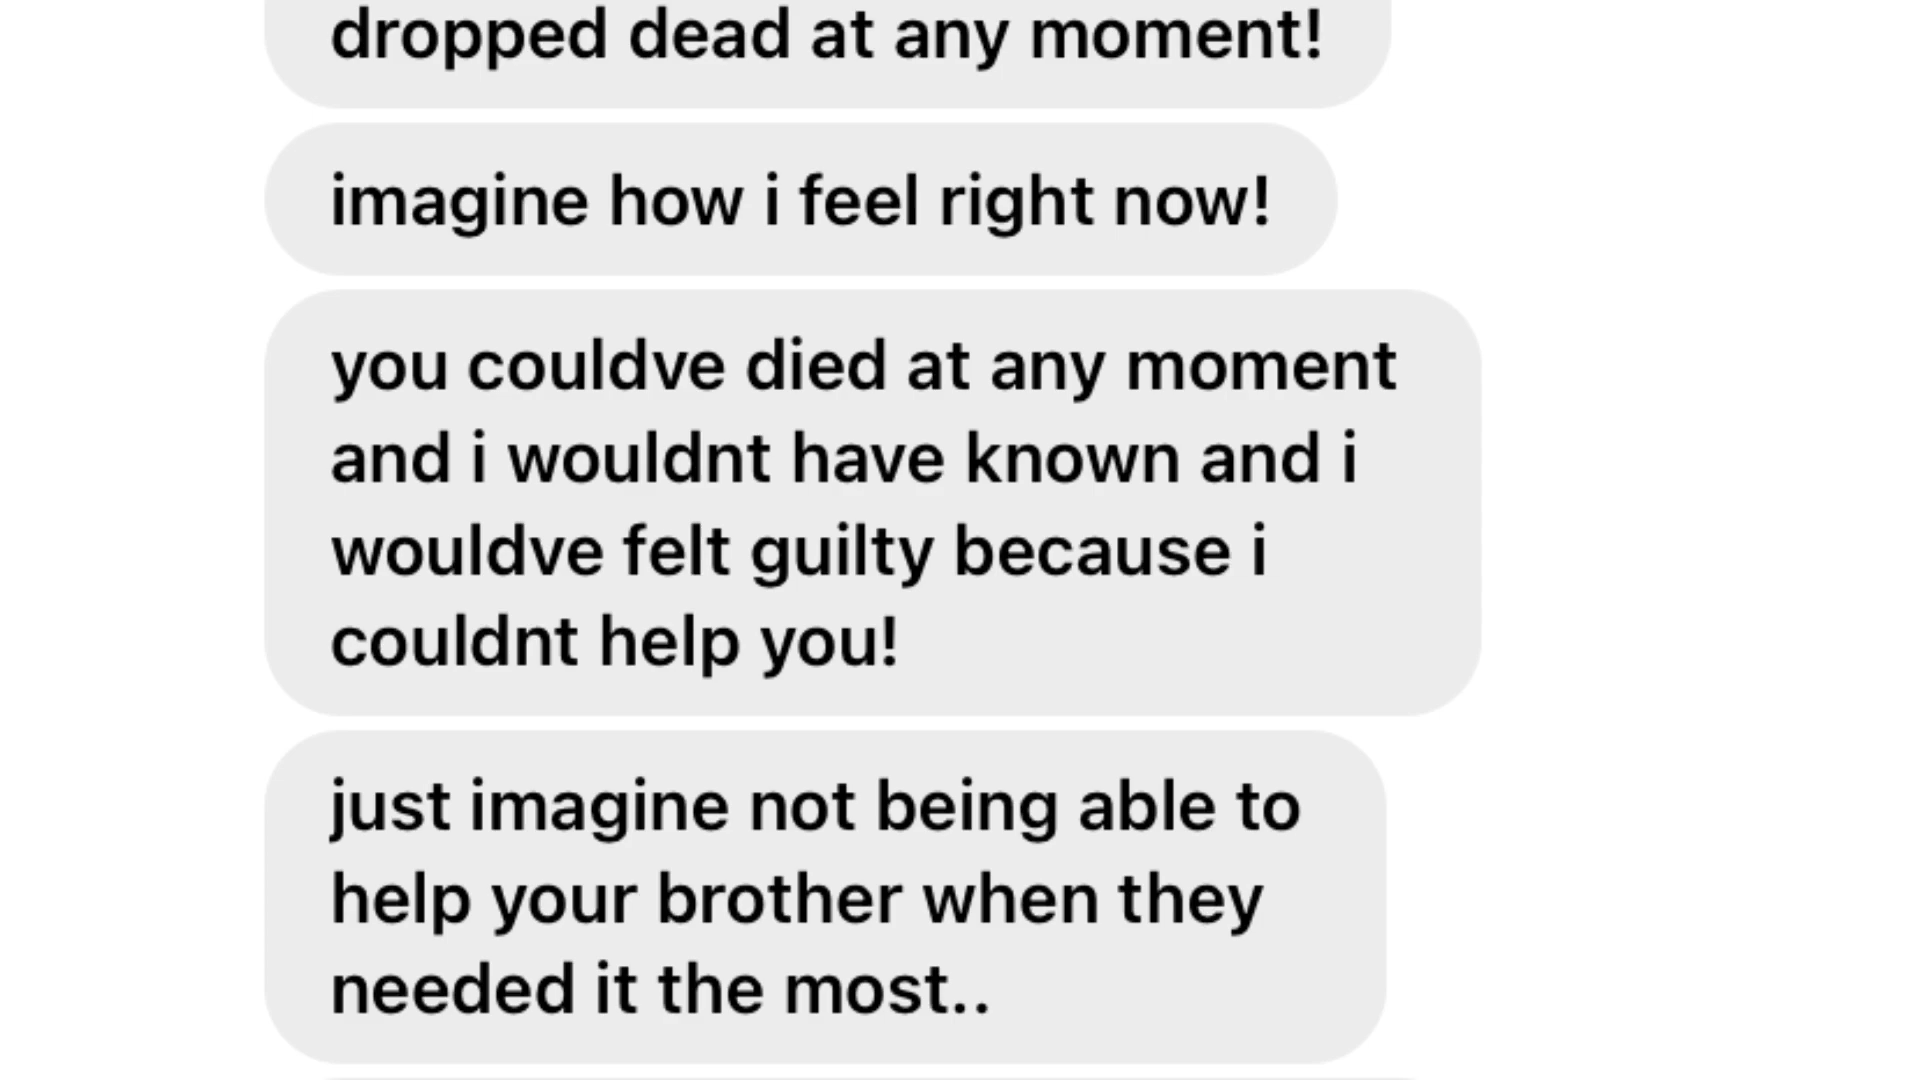 dropped dead at any moment!
imagine how i feel right now!
you couldve died at any moment
and i wouldnt have known and i
wouldve felt guilty because i
couldnt help you!
just imagine not being able to
help your brother when they
needed it the most..